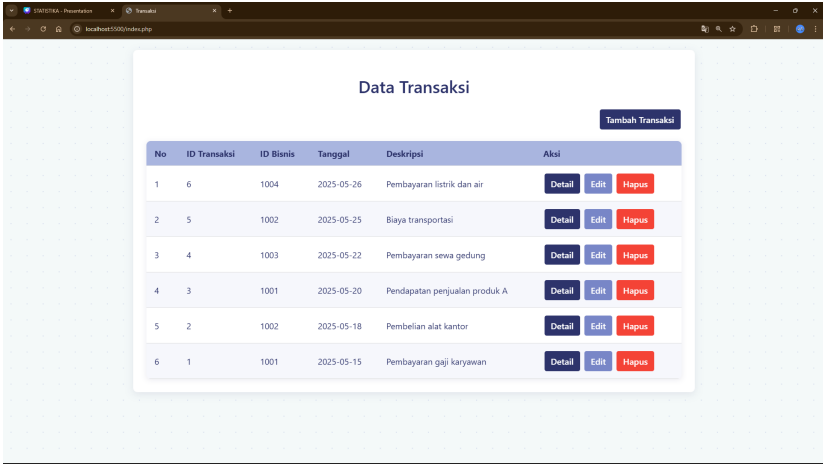 STATISTIKA - Presentation
Transaksi
localhost:5500/index.php
Data Transaksi
Tambah Transaksi
No ID Transaksi ID Bisnis Tanggal Deskripsi Aksi
1 6 1004 2025-05-26 Pembayaran listrik dan air Detail Edit Hapus
2 5 1002 2025-05-25 Biaya transportasi Detail Edit Hapus
3 4 1003 2025-05-22 Pembayaran sewa gedung Detail Edit Hapus
4 3 1001 2025-05-20 Pendapatan penjualan produk A Detail Edit Hapus
5 2 1002 2025-05-18 Pembelian alat kantor Detail Edit Hapus
6 1 1001 2025-05-15 Pembayaran gaji karyawan Detail Edit Hapus